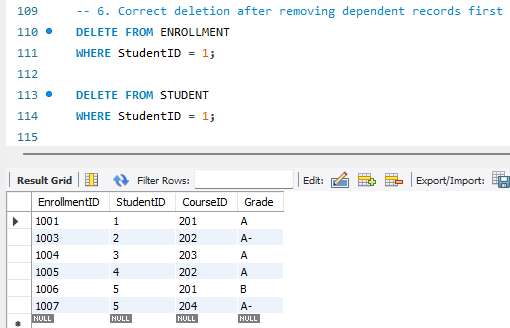 109 -- 6. Correct deletion after removing dependent records first
110 DELETE FROM ENROLLMENT
111 WHERE StudentID = 1;
112
113 DELETE FROM STUDENT
114 WHERE StudentID = 1;
115
Result Grid Filter Rows: Edit: Export/Import:
EnrollmentID StudentID CourseID Grade
1001 1 201 A
1003 2 202 A-
1004 3 203 A
1005 4 202 A
1006 5 201 B
1007 5 204 A-
NULL NULL NULL NULL